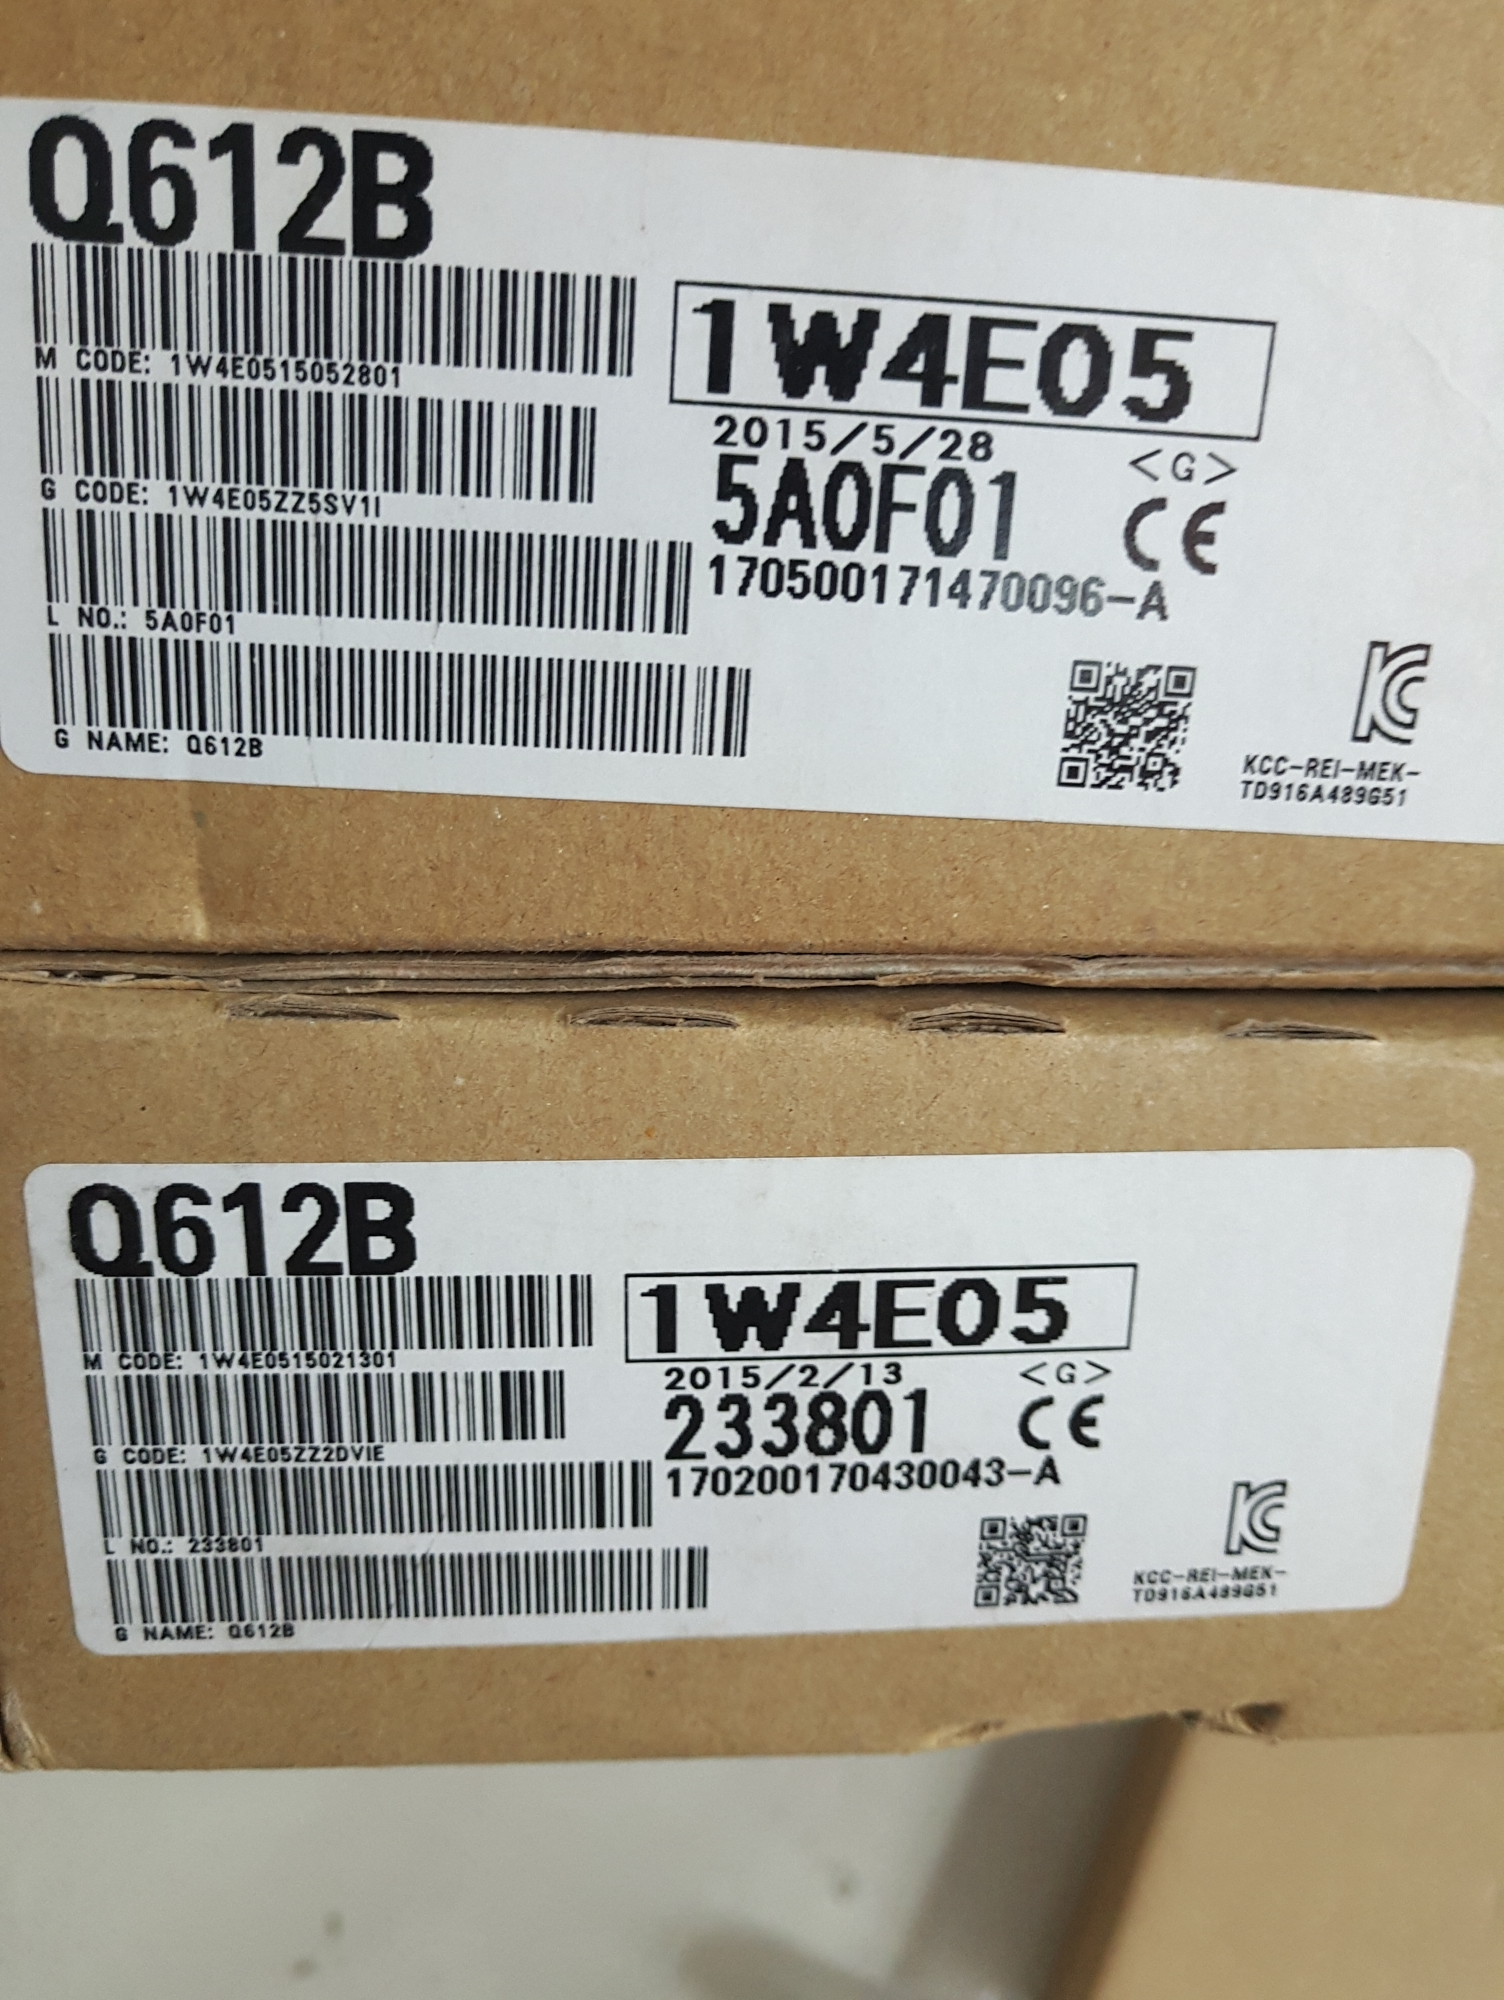 Q612B
M CODE: 1W4E0515052801
G CODE: 1W4E05ZZ5SV1I
L NO.: 5A0F01
G NAME: Q612B
1W4E05
2015/5/28
<G>
5A0F01
CE
170500171470096-A
KCC-REI-MEK-
TD916A489G51
Q612B
M CODE: 1W4E0515021301
G CODE: 1W4E05ZZ2DVIE
L NO.: 233801
G NAME: Q612B
1W4E05
2015/2/13
<G>
233801
CE
170200170430043-A
KCC-REI-MEK-
TD916A489G51